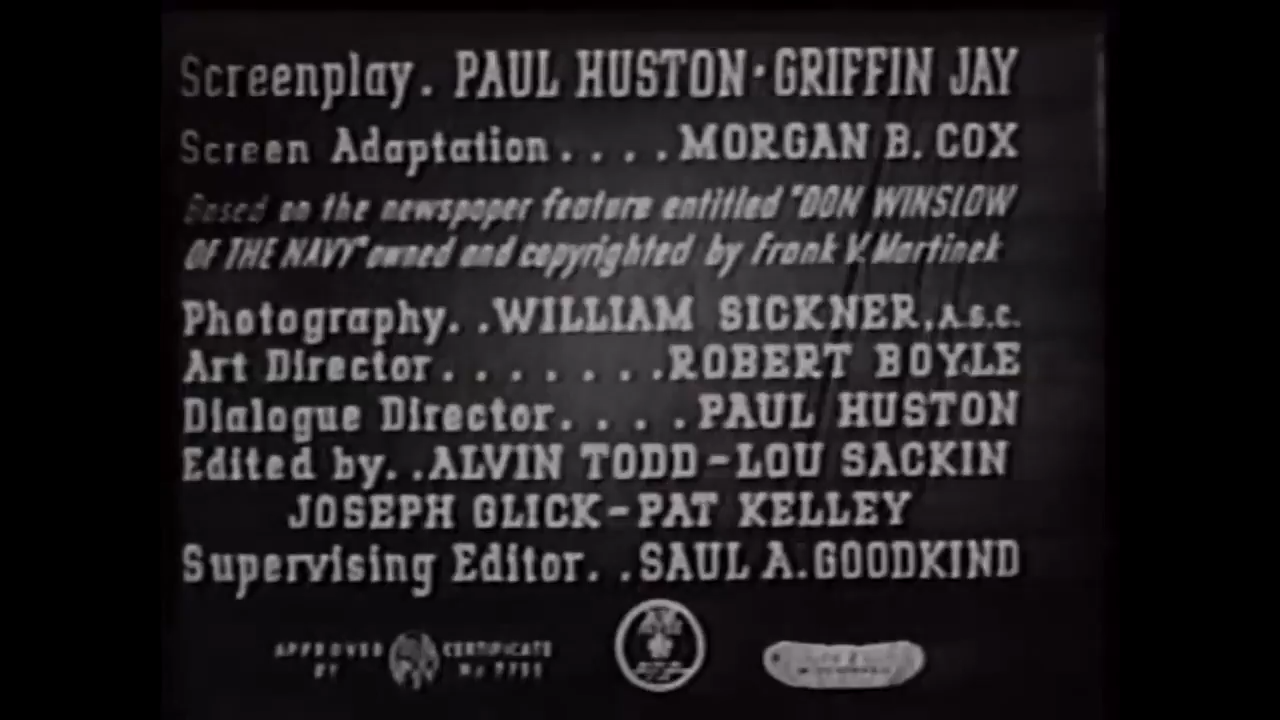 Screenplay. PAUL HUSTON · GRIFFIN JAY
Screen Adaptation . . . . MORGAN B. COX
Based on the newspaper feature entitled "DON WINSLOW
OF THE NAVY" owned and copyrighted by Frank V. Martinek
Photography. . WILLIAM SICKNER, A.S.C.
Art Director . . . . . . . ROBERT BOYLE
Dialogue Director. . . . PAUL HUSTON
Edited by. . ALVIN TODD - LOU SACKIN
JOSEPH GLICK - PAT KELLEY
Supervising Editor. . SAUL A. GOODKIND
APPROVED CERTIFICATE
BY No